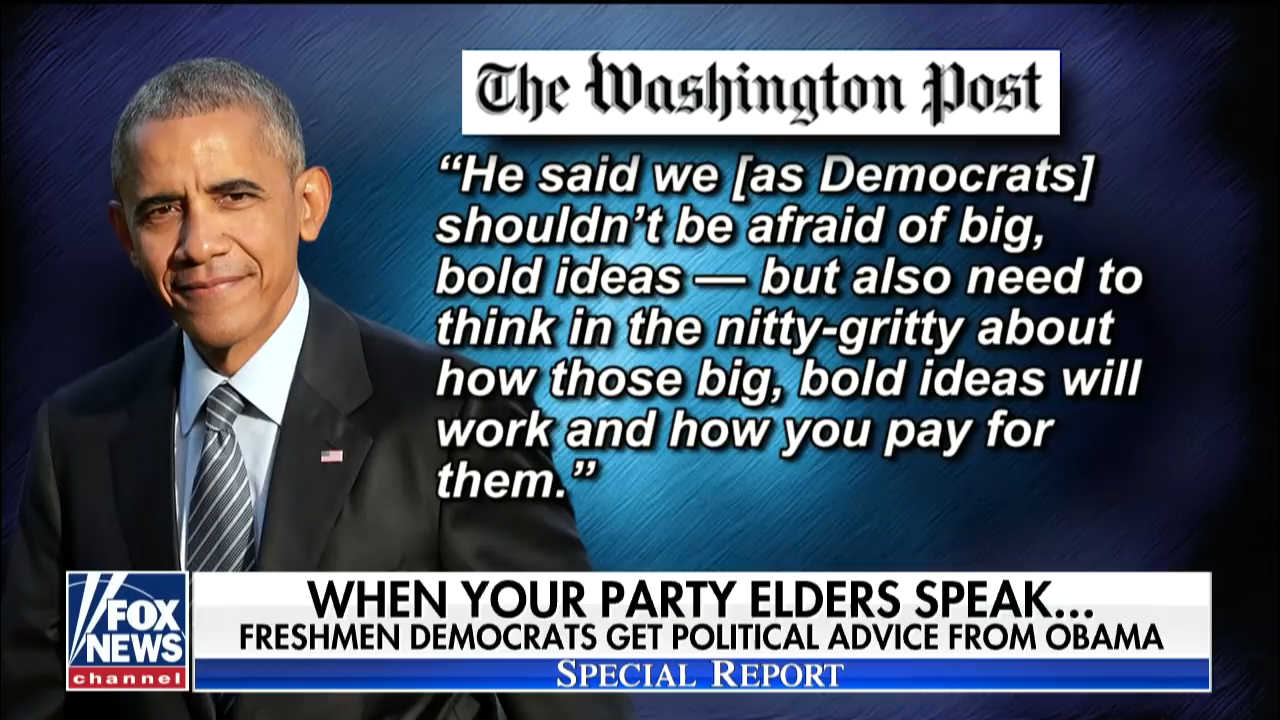 The Washington Post
“He said we [as Democrats]
shouldn’t be afraid of big,
bold ideas — but also need to
think in the nitty-gritty about
how those big, bold ideas will
work and how you pay for
them.”
WHEN YOUR PARTY ELDERS SPEAK...
FRESHMEN DEMOCRATS GET POLITICAL ADVICE FROM OBAMA
SPECIAL REPORT
FOX
NEWS
channel